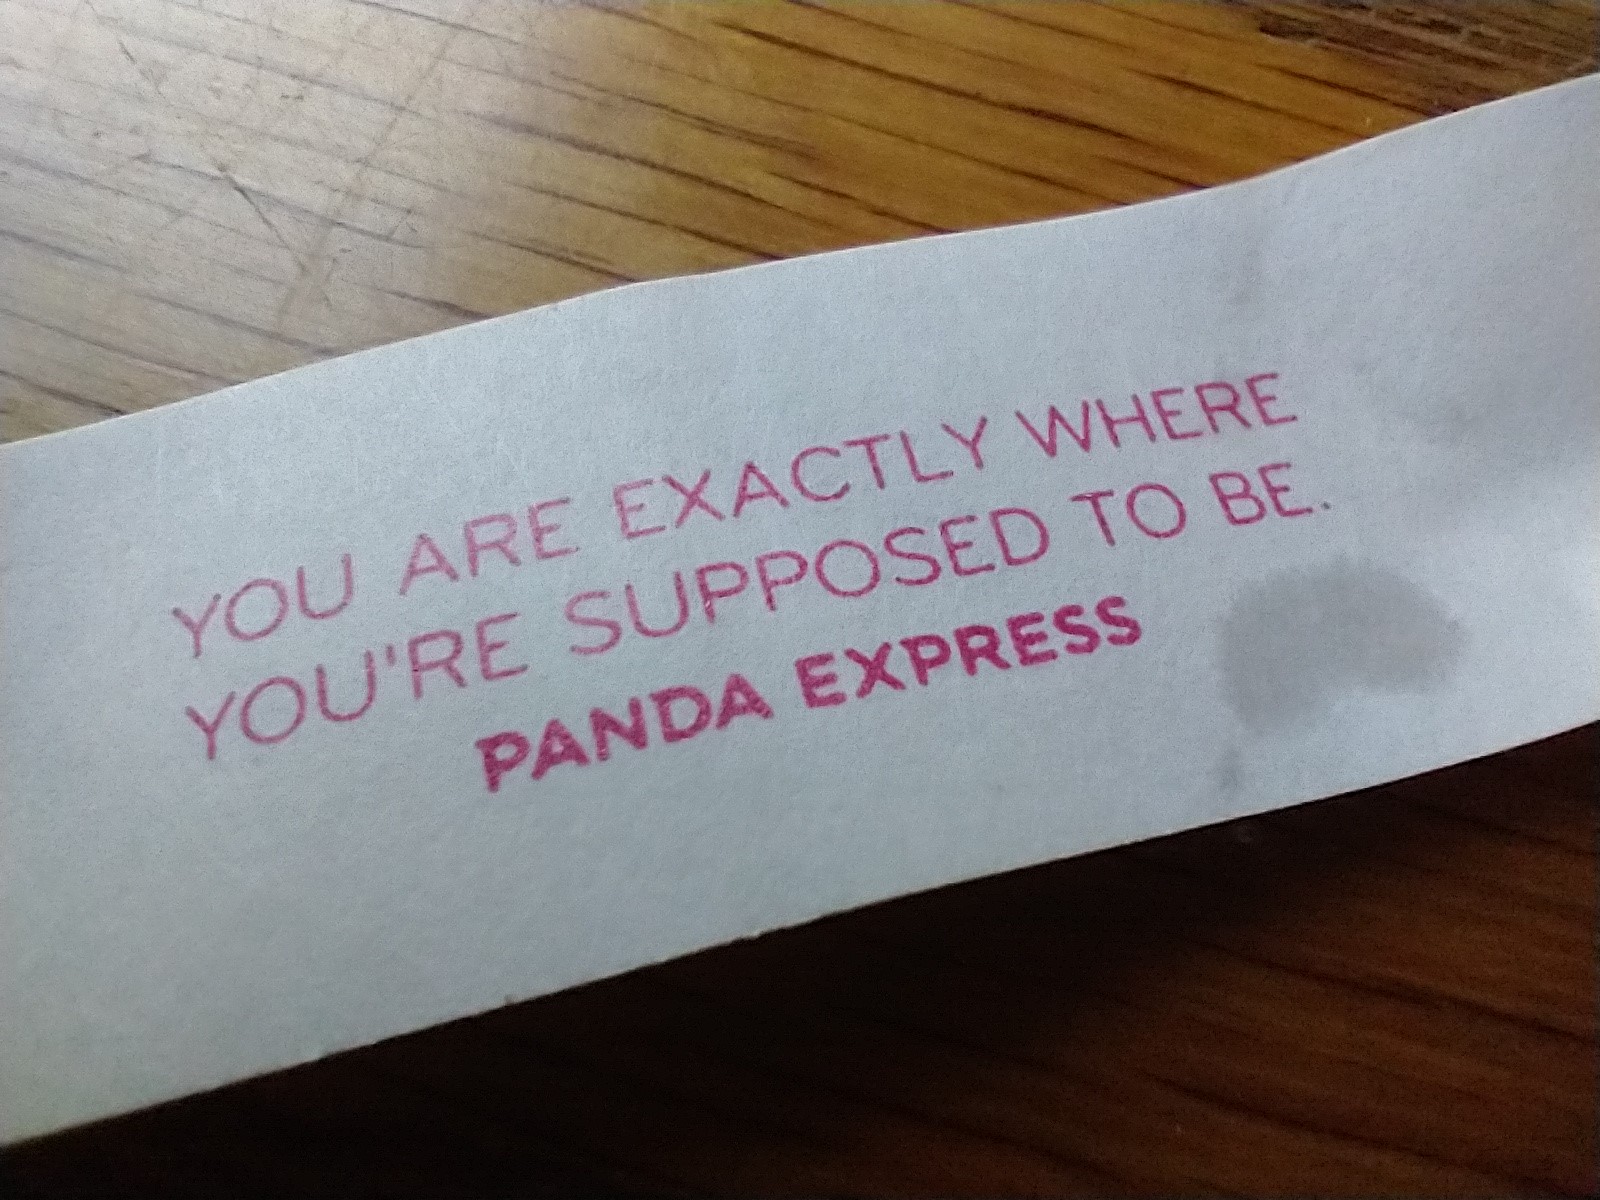 YOU ARE EXACTLY WHERE
YOU'RE SUPPOSED TO BE.
PANDA EXPRESS